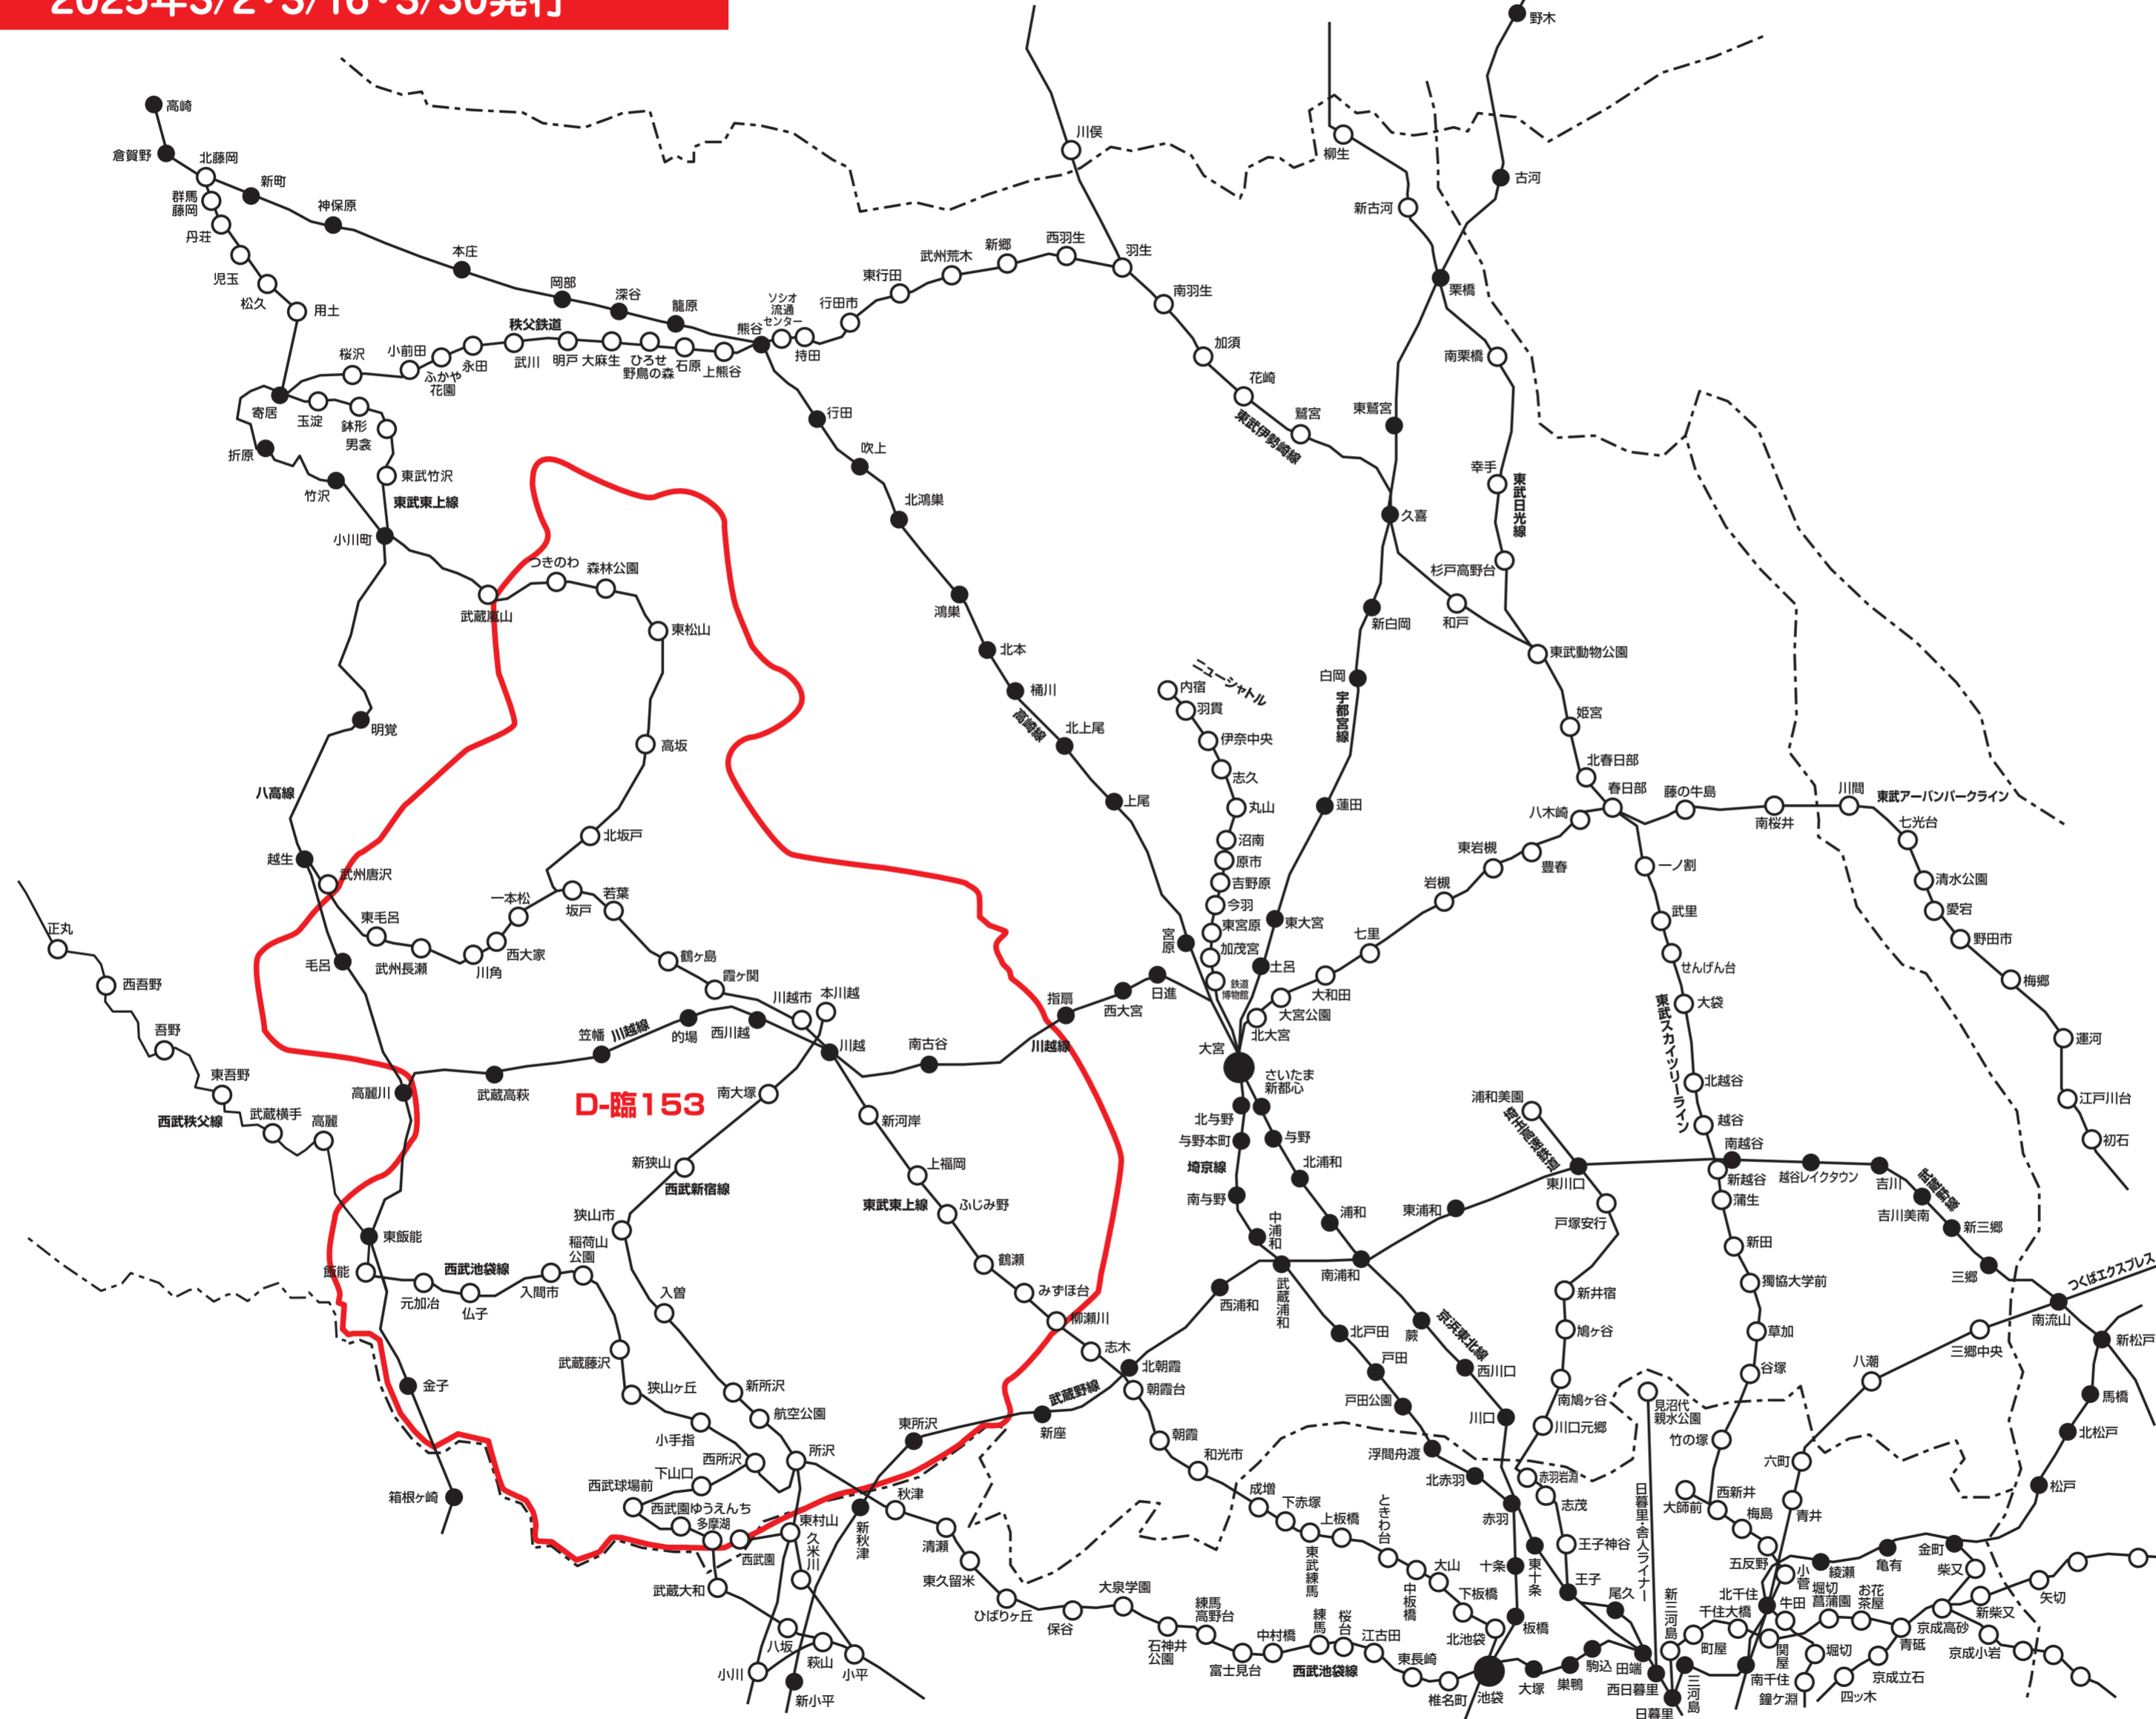 2025年3/2・3/16・3/30発行
野木
高崎
倉賀野
北藤岡
新町
群馬
藤岡
丹荘
児玉
松久
用土
神保原
本庄
岡部
深谷
籠原
熊谷
ソシオ
流通
センター
持田
行田市
東行田
武州荒木
新郷
西羽生
羽生
川俣
南羽生
加須
花崎
鷲宮
東武伊勢崎線
柳生
新古河
古河
栗橋
南栗橋
東鷲宮
幸手
東武日光線
杉戸高野台
久喜
和戸
新白岡
白岡
宇都宮線
蓮田
東大宮
土呂
東武動物公園
姫宮
北春日部
春日部
秩父鉄道
桜沢
小前田
ふかや
花園
永田
武川
明戸
大麻生
ひろせ
野鳥の森
石原
上熊谷
寄居
玉淀
鉢形
男衾
折原
竹沢
東武竹沢
東武東上線
小川町
行田
吹上
北鴻巣
鴻巣
北本
桶川
高崎線
北上尾
上尾
宮原
つきのわ
森林公園
武蔵嵐山
東松山
高坂
北坂戸
明覚
八高線
越生
武州唐沢
東毛呂
武州長瀬
川角
西大家
一本松
坂戸
若葉
鶴ヶ島
霞ヶ関
川越市
本川越
毛呂
ニューシャトル
内宿
羽貫
伊奈中央
志久
丸山
沼南
原市
吉野原
今羽
東宮原
加茂宮
鉄道
博物館
八木崎
豊春
東岩槻
岩槻
七里
大和田
大宮公園
北大宮
大宮
藤の牛島
南桜井
川間
東武アーバンパークライン
七光台
清水公園
愛宕
野田市
梅郷
運河
江戸川台
初石
一ノ割
武里
せんげん台
大袋
東武スカイツリーライン
北越谷
越谷
南越谷
新越谷
蒲生
新田
獨協大学前
草加
谷塚
正丸
西吾野
吾野
東吾野
西武秩父線
武蔵横手
高麗
高麗川
武蔵高萩
笠幡
川越線
的場
西川越
川越
南古谷
川越線
指扇
西大宮
日進
D-臨153
南大塚
新狭山
西武新宿線
狭山市
稲荷山
公園
入曽
新河岸
上福岡
東武東上線
ふじみ野
鶴瀬
みずほ台
柳瀬川
志木
さいたま
新都心
北与野
与野本町
与野
北浦和
埼京線
南与野
中浦和
浦和
武蔵浦和
南浦和
西浦和
東浦和
浦和美園
埼玉高速鉄道
東川口
戸塚安行
越谷レイクタウン
吉川
武蔵野線
吉川美南
新三郷
三郷
つくばエクスプレス
南流山
三郷中央
八潮
新松戸
馬橋
北松戸
松戸
東飯能
飯能
元加治
西武池袋線
仏子
入間市
武蔵藤沢
狭山ヶ丘
小手指
新所沢
航空公園
所沢
西所沢
下山口
西武球場前
西武園ゆうえんち
多摩湖
西武園
東村山
久米川
武蔵大和
八坂
萩山
小川
小平
新小平
金子
箱根ヶ崎
東所沢
新秋津
秋津
清瀬
東久留米
ひばりヶ丘
保谷
大泉学園
石神井
公園
練馬
高野台
富士見台
中村橋
練馬
桜台
江古田
西武池袋線
東長崎
椎名町
池袋
新座
武蔵野線
北朝霞
朝霞台
朝霞
和光市
成増
下赤塚
東武練馬
上板橋
ときわ台
中板橋
大山
下板橋
北池袋
北戸田
戸田
戸田公園
浮間舟渡
北赤羽
赤羽
十条
板橋
蕨
京浜東北線
西川口
川口
新井宿
鳩ヶ谷
南鳩ヶ谷
川口元郷
赤羽岩淵
志茂
王子神谷
王子
東十条
尾久
大塚
巣鴨
駒込
田端
西日暮里
日暮里
見沼代
親水公園
日暮里・舎人ライナー
竹の塚
大師前
西新井
梅島
五反野
六町
青井
小菅
綾瀬
亀有
金町
柴又
北千住
牛田
堀切
菖蒲園
お花
茶屋
千住大橋
新三河島
町屋
三河島
南千住
関屋
堀切
鐘ケ淵
青砥
京成立石
四ッ木
京成高砂
新柴又
矢切
京成小岩